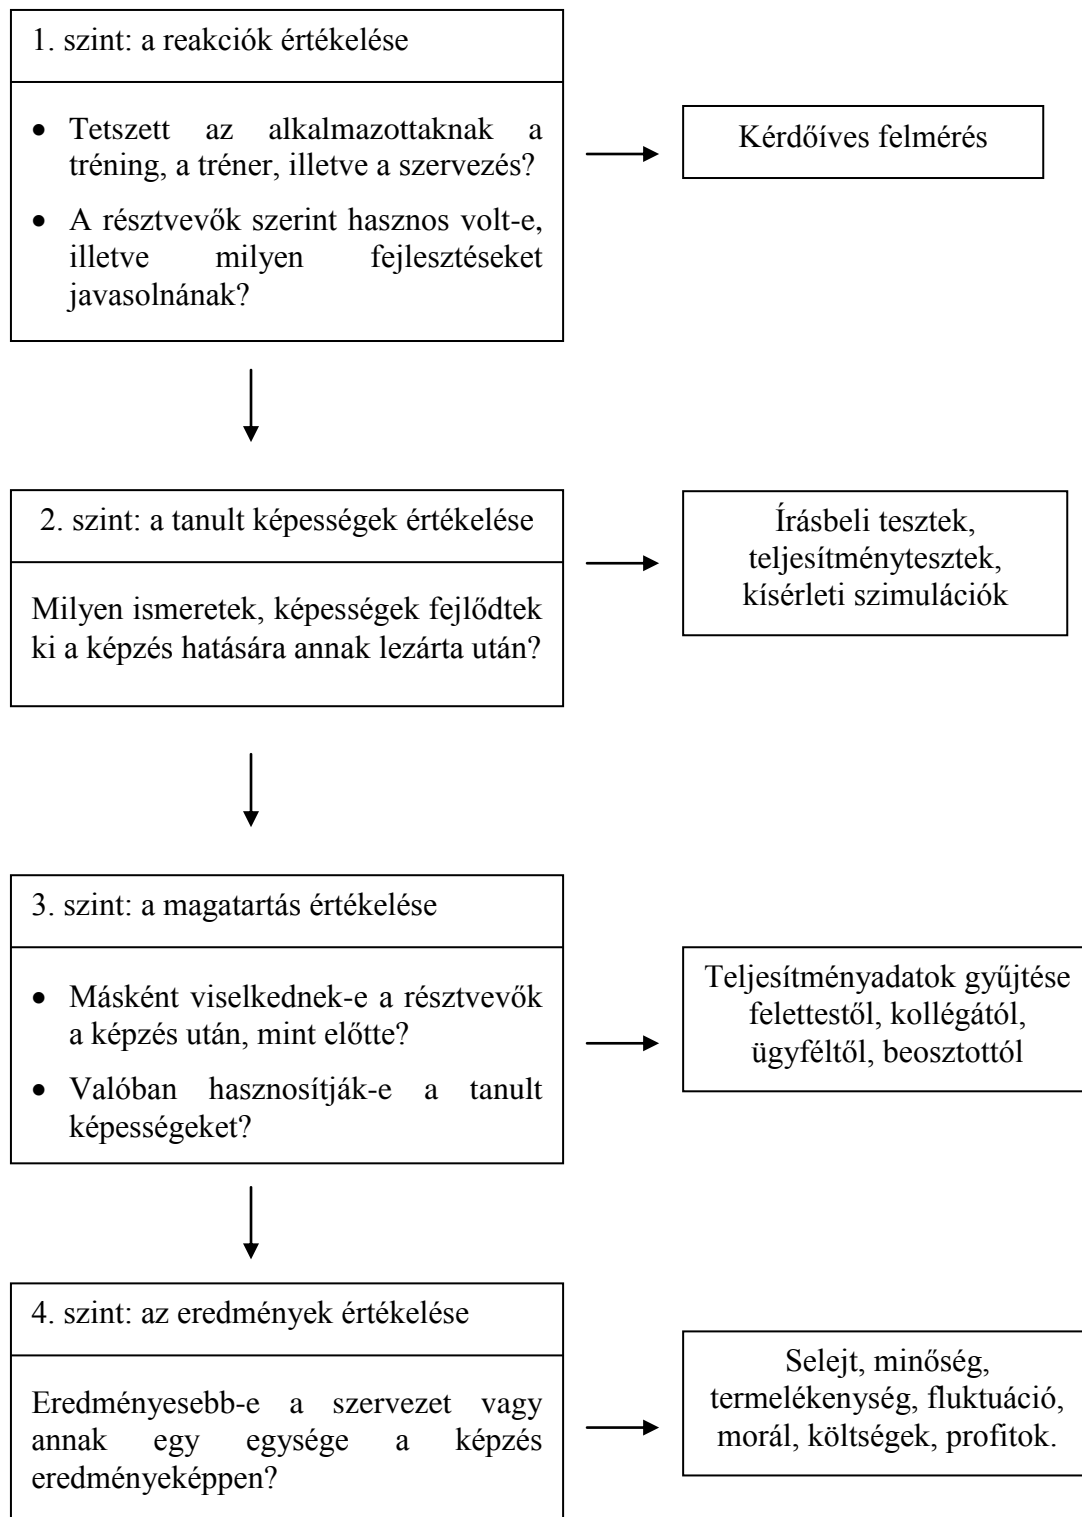 1. szint: a reakciók értékelése
• Tetszett az alkalmazottaknak a
tréning, a tréner, illetve a szervezés?
• A résztvevők szerint hasznos volt-e,
illetve milyen fejlesztéseket
javasolnának?
Kérdőíves felmérés
2. szint: a tanult képességek értékelése
Milyen ismeretek, képességek fejlődtek
ki a képzés hatására annak lezárta után?
Írásbeli tesztek,
teljesítménytesztek,
kísérleti szimulációk
3. szint: a magatartás értékelése
• Másként viselkednek-e a résztvevők
a képzés után, mint előtte?
• Valóban hasznosítják-e a tanult
képességeket?
Teljesítményadatok gyűjtése
felettestől, kollégától,
ügyféltől, beosztottól
4. szint: az eredmények értékelése
Eredményesebb-e a szervezet vagy
annak egy egysége a képzés
eredményeképpen?
Selejt, minőség,
termelékenység, fluktuáció,
morál, költségek, profitok.